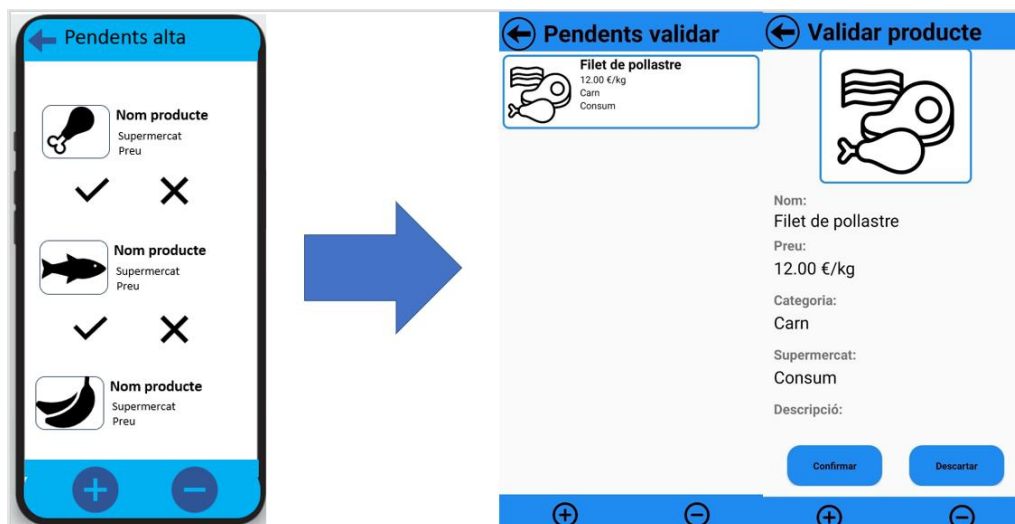 Pendents alta
Nom producte
Supermercat
Preu
Nom producte
Supermercat
Preu
Nom producte
Supermercat
Preu
Pendents validar
Filet de pollastre
12.00 €/kg
Carn
Consum
Validar producte
Nom:
Filet de pollastre
Preu:
12.00 €/kg
Categoria:
Carn
Supermercat:
Consum
Descripció:
Confirmar
Descartar